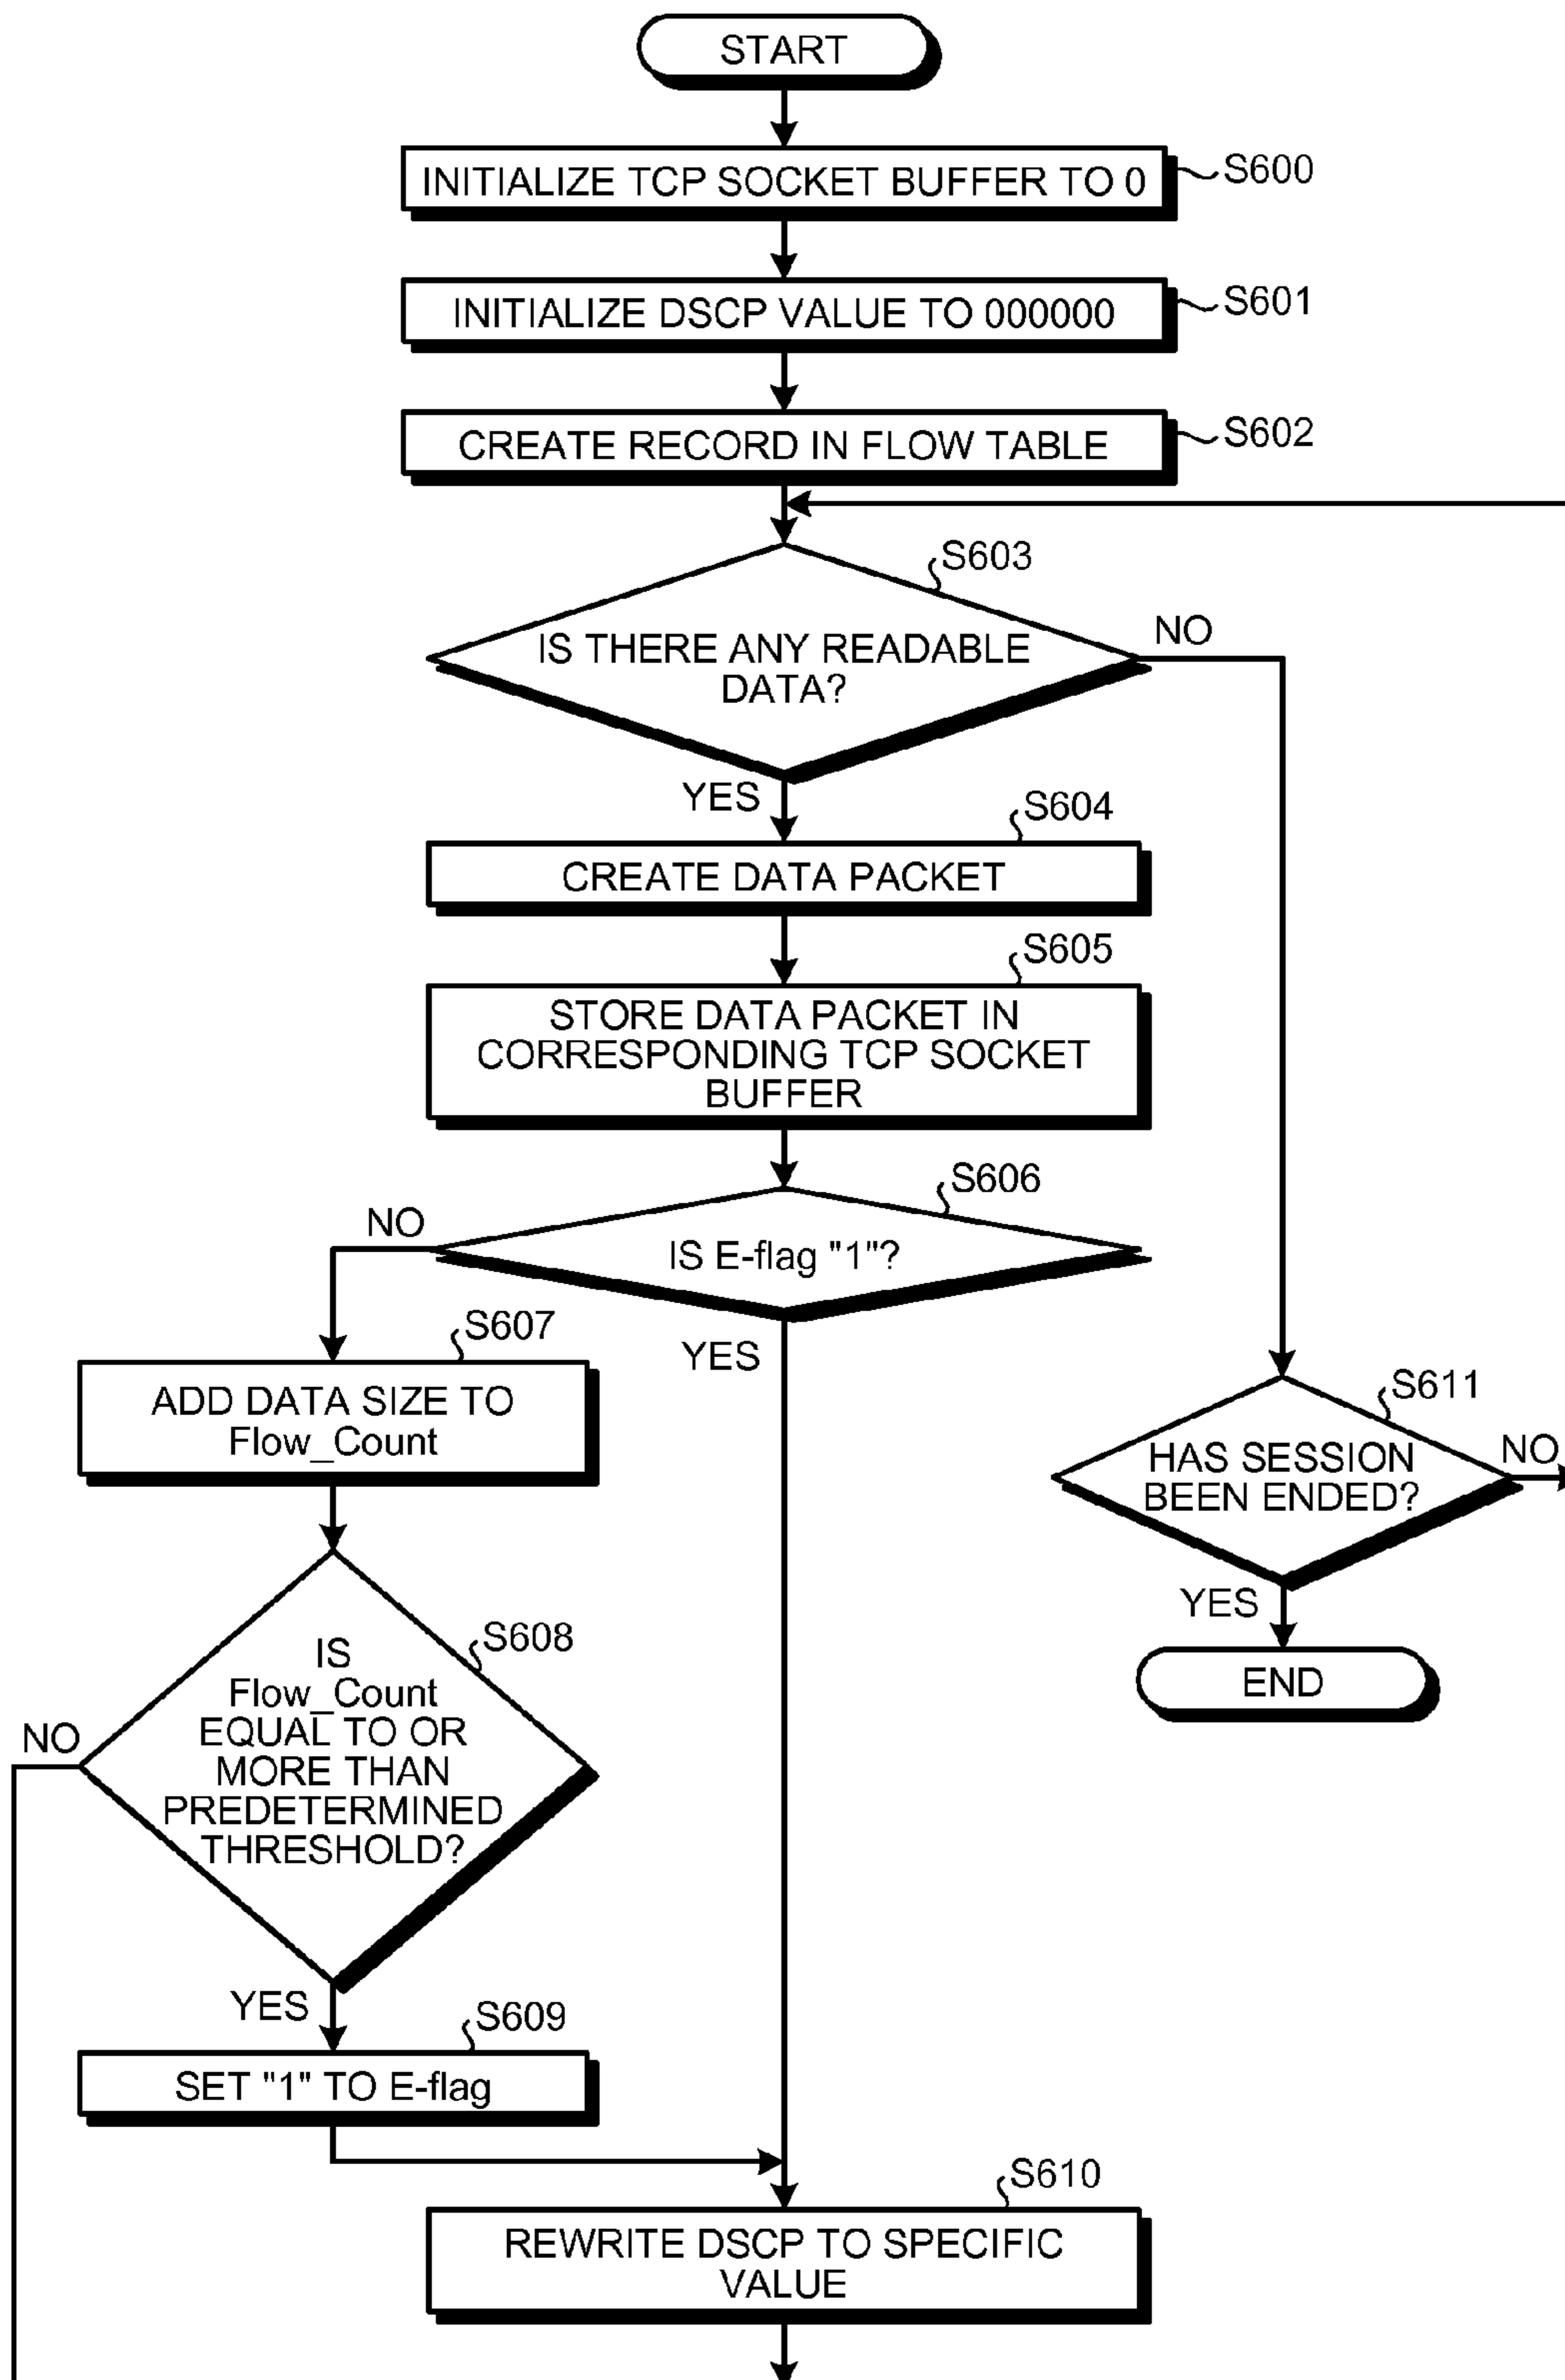 START
INITIALIZE TCP SOCKET BUFFER TO 0
S600
INITIALIZE DSCP VALUE TO 000000
S601
CREATE RECORD IN FLOW TABLE
S602
S603
IS THERE ANY READABLE
DATA?
NO
YES
S604
CREATE DATA PACKET
S605
STORE DATA PACKET IN
CORRESPONDING TCP SOCKET
BUFFER
S606
IS E-flag "1"?
NO
YES
S607
ADD DATA SIZE TO
Flow_Count
S608
IS
Flow_Count
EQUAL TO OR
MORE THAN
PREDETERMINED
THRESHOLD?
NO
YES
S609
SET "1" TO E-flag
S610
REWRITE DSCP TO SPECIFIC
VALUE
S611
HAS SESSION
BEEN ENDED?
NO
YES
END